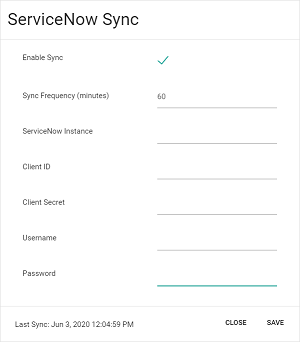 ServiceNow Sync
Enable Sync
Sync Frequency (minutes) 60
ServiceNow Instance
Client ID
Client Secret
Username
Password
Last Sync: Jun 3, 2020 12:04:59 PM CLOSE SAVE